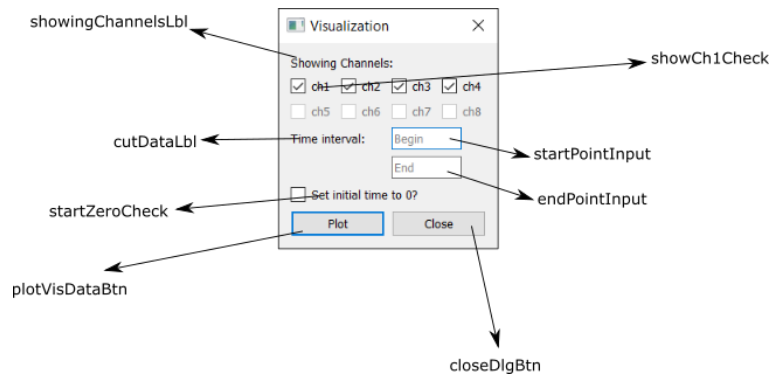 showingChannelsLbl
Visualization
Showing Channels:
showCh1Check
ch1 ch2 ch3 ch4
ch5 ch6 ch7 ch8
cutDataLbl
Time interval:
Begin
startPointInput
End
endPointInput
startZeroCheck
Set initial time to 0?
Plot
Close
plotVisDataBtn
closeDlgBtn